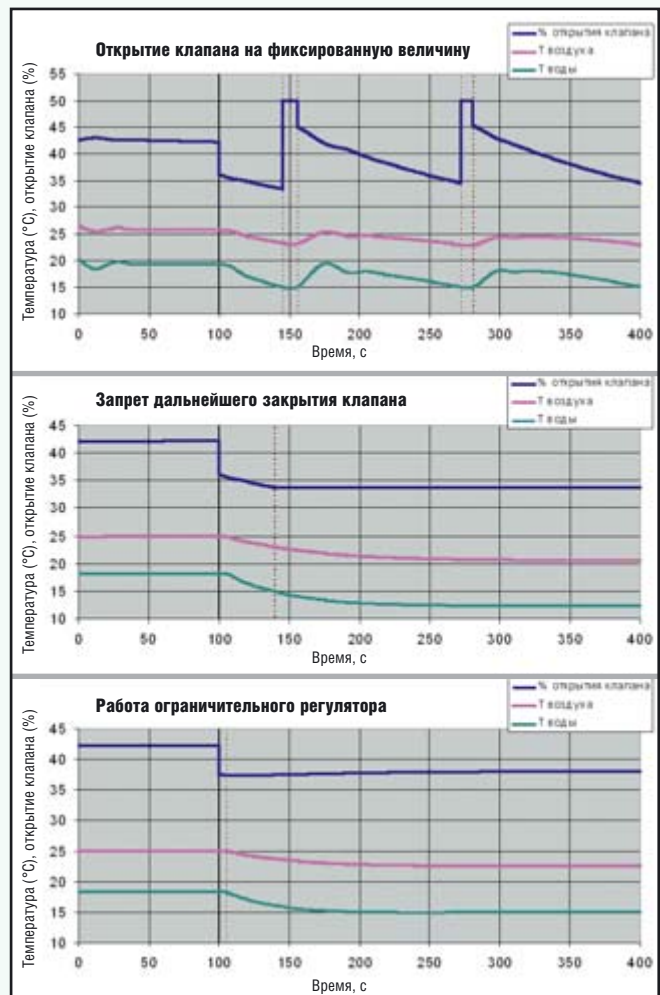 Открытие клапана на фиксированную величину
% открытия клапана
Т воздуха
Т воды
Температура (°C), открытие клапана (%)
55
50
45
40
35
30
25
20
15
10
0 50 100 150 200 250 300 350 400
Время, с
Запрет дальнейшего закрытия клапана
% открытия клапана
Т воздуха
Т воды
Температура (°C), открытие клапана (%)
45
40
35
30
25
20
15
10
0 50 100 150 200 250 300 350 400
Время, с
Работа ограничительного регулятора
% открытия клапана
Т воздуха
Т воды
Температура (°C), открытие клапана (%)
45
40
35
30
25
20
15
10
0 50 100 150 200 250 300 350 400
Время, с